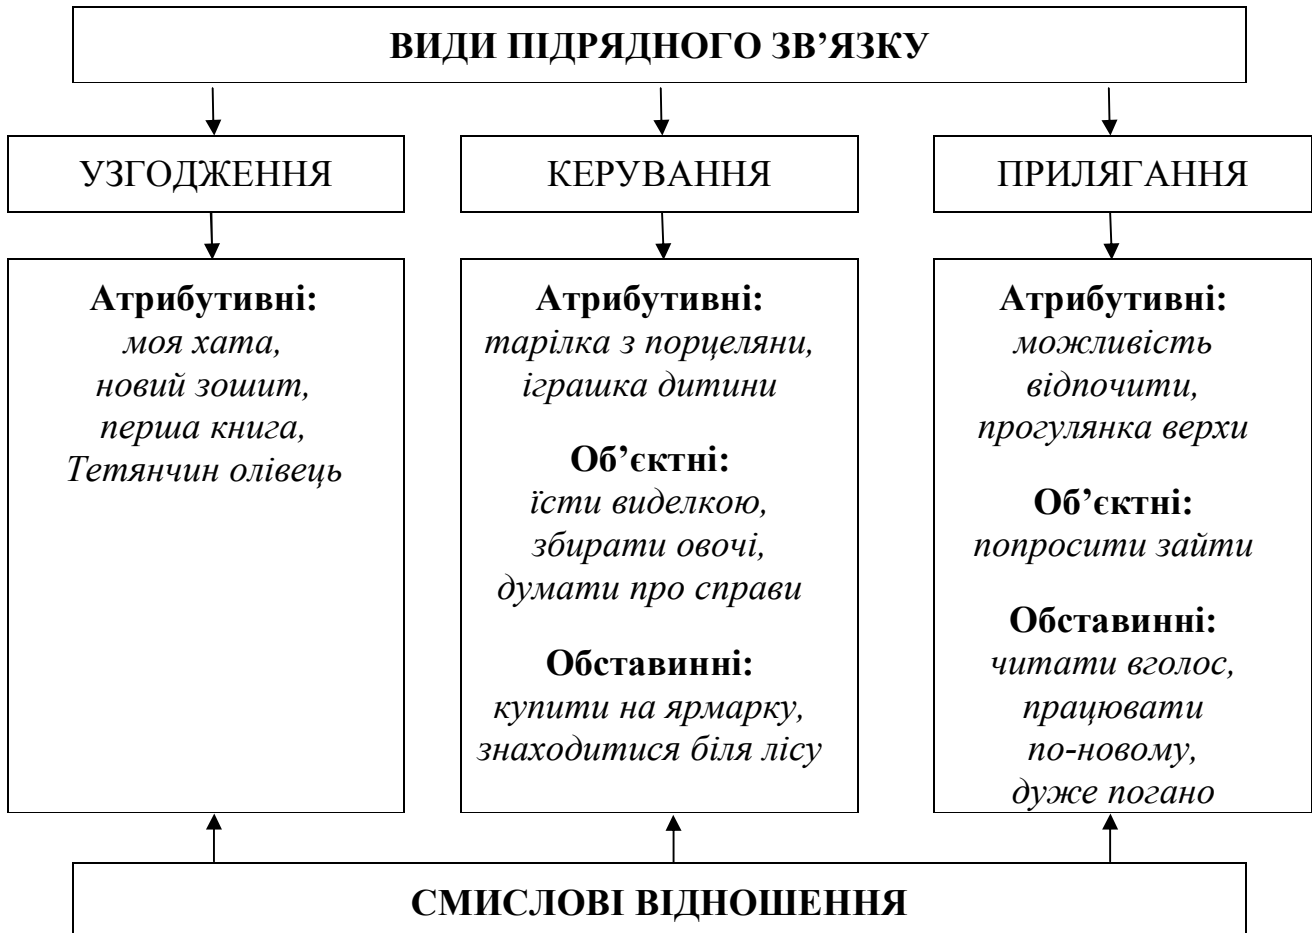 ВИДИ ПІДРЯДНОГО ЗВ’ЯЗКУ
УЗГОДЖЕННЯ
КЕРУВАННЯ
ПРИЛЯГАННЯ
Атрибутивні:
моя хата,
новий зошит,
перша книга,
Тетянчин олівець
Атрибутивні:
тарілка з порцеляни,
іграшка дитини
Об’єктні:
їсти виделкою,
збирати овочі,
думати про справи
Обставинні:
купити на ярмарку,
знаходитися біля лісу
Атрибутивні:
можливість
відпочити,
прогулянка верхи
Об’єктні:
попросити зайти
Обставинні:
читати вголос,
працювати
по-новому,
дуже погано
СМИСЛОВІ ВІДНОШЕННЯ